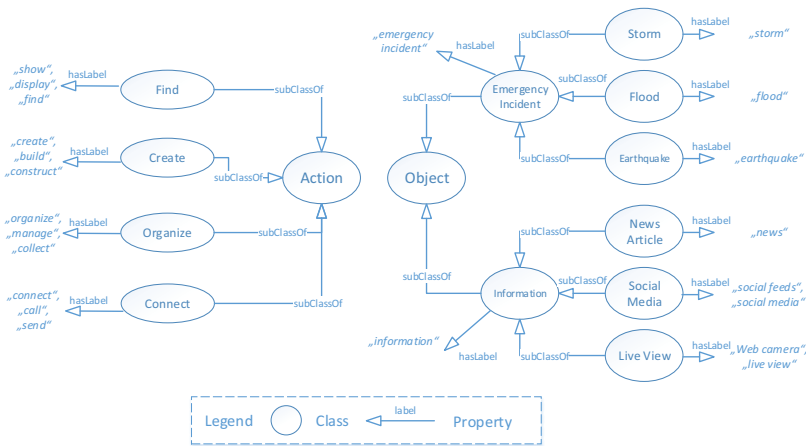 „show“,
„display“,
„find“
hasLabel
Find
subClassOf
„create“,
„build“,
„construct“
hasLabel
Create
subClassOf
Action
„organize“,
„manage“,
„collect“
hasLabel
Organize
subClassOf
„connect“,
„call“,
„send“
hasLabel
Connect
subClassOf
„emergency
incident“
hasLabel
Emergency
Incident
subClassOf
Object
subClassOf
Storm
hasLabel
„storm“
subClassOf
Flood
hasLabel
„flood“
subClassOf
Earthquake
hasLabel
„earthquake“
subClassOf
Information
hasLabel
„information“
subClassOf
News
Article
hasLabel
„news“
subClassOf
Social
Media
hasLabel
„social feeds“,
„social media“
subClassOf
Live View
hasLabel
„Web camera“,
„live view“
Legend
Class
label
Property